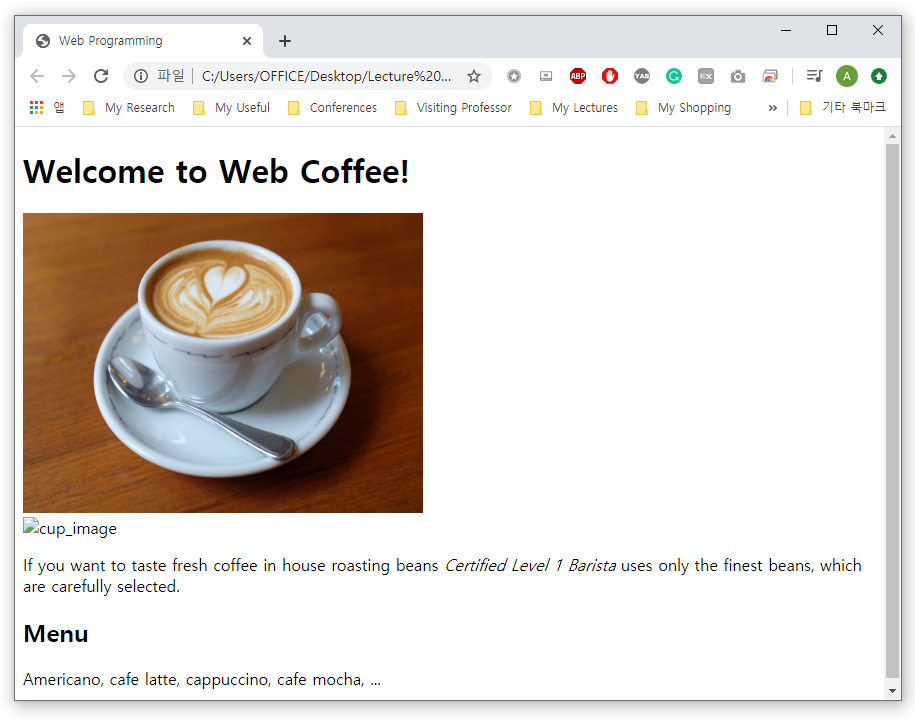 Web Programming
파일 C:/Users/OFFICE/Desktop/Lecture%20... ABP YAB EX A
앱 My Research My Useful Conferences Visiting Professor My Lectures My Shopping » 기타 북마크
Welcome to Web Coffee!
cup_image
If you want to taste fresh coffee in house roasting beans Certified Level 1 Barista uses only the finest beans, which
are carefully selected.
Menu
Americano, cafe latte, cappuccino, cafe mocha, ...